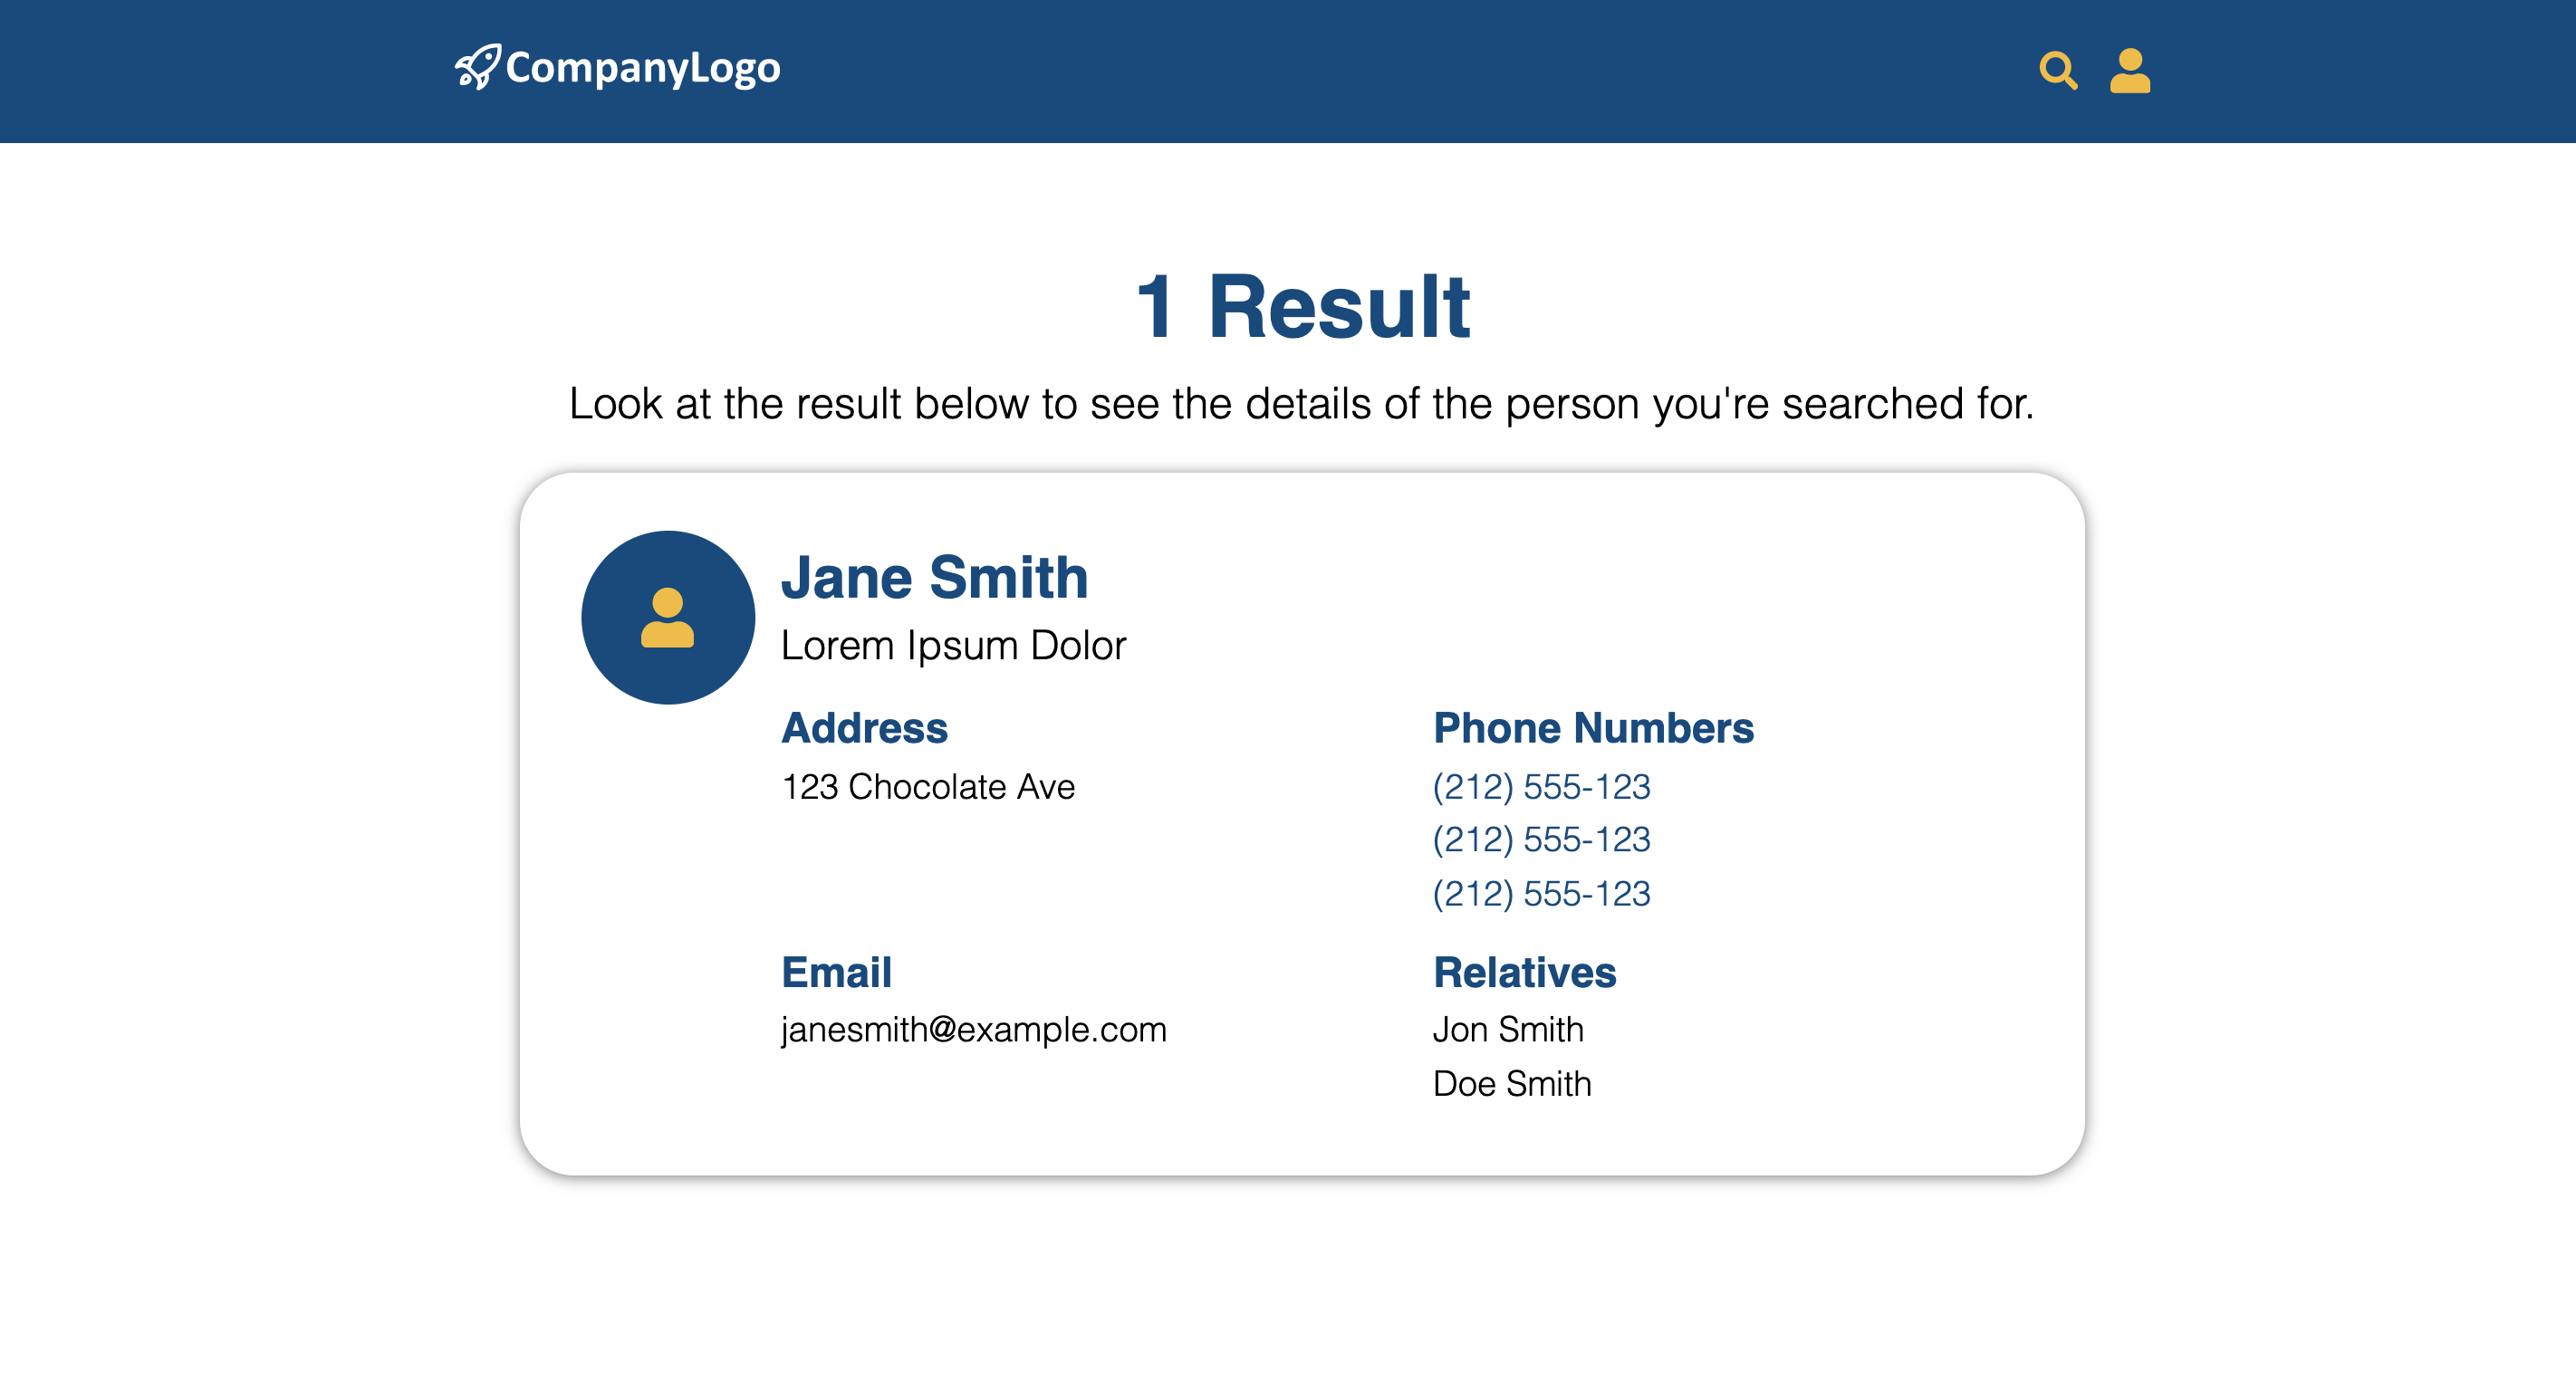 CompanyLogo
1 Result
Look at the result below to see the details of the person you're searched for.
Jane Smith
Lorem Ipsum Dolor
Address
123 Chocolate Ave
Phone Numbers
(212) 555-123
(212) 555-123
(212) 555-123
Email
janesmith@example.com
Relatives
Jon Smith
Doe Smith